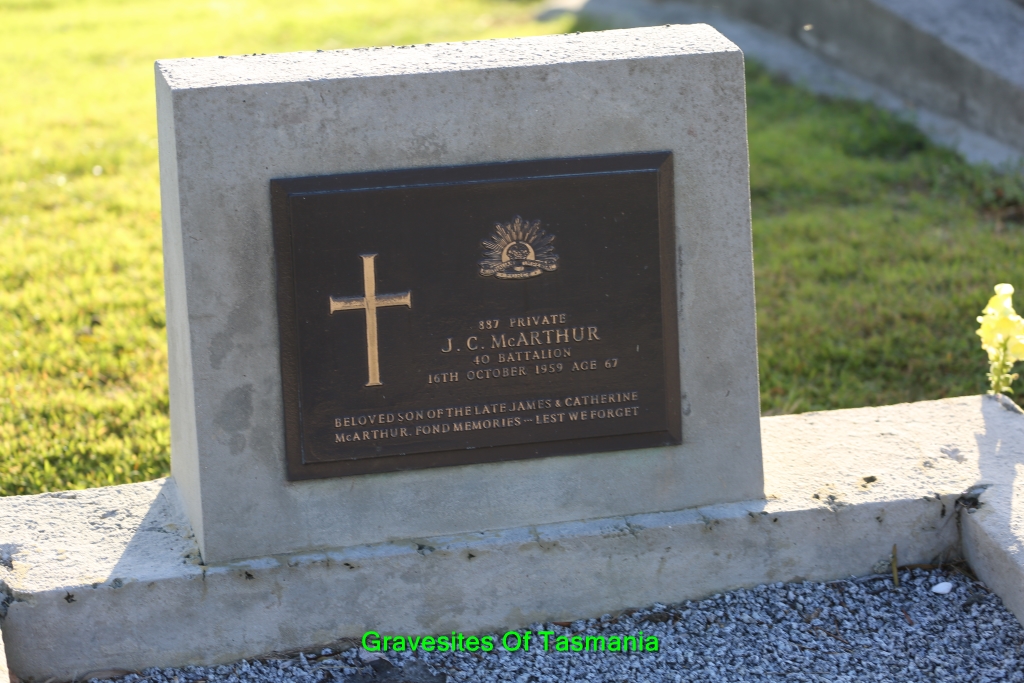 887 PRIVATE
J. C. McARTHUR
40 BATTALION
16TH OCTOBER 1959 AGE 67
BELOVED SON OF THE LATE JAMES & CATHERINE
McARTHUR. FOND MEMORIES - LEST WE FORGET
Gravesites Of Tasmania